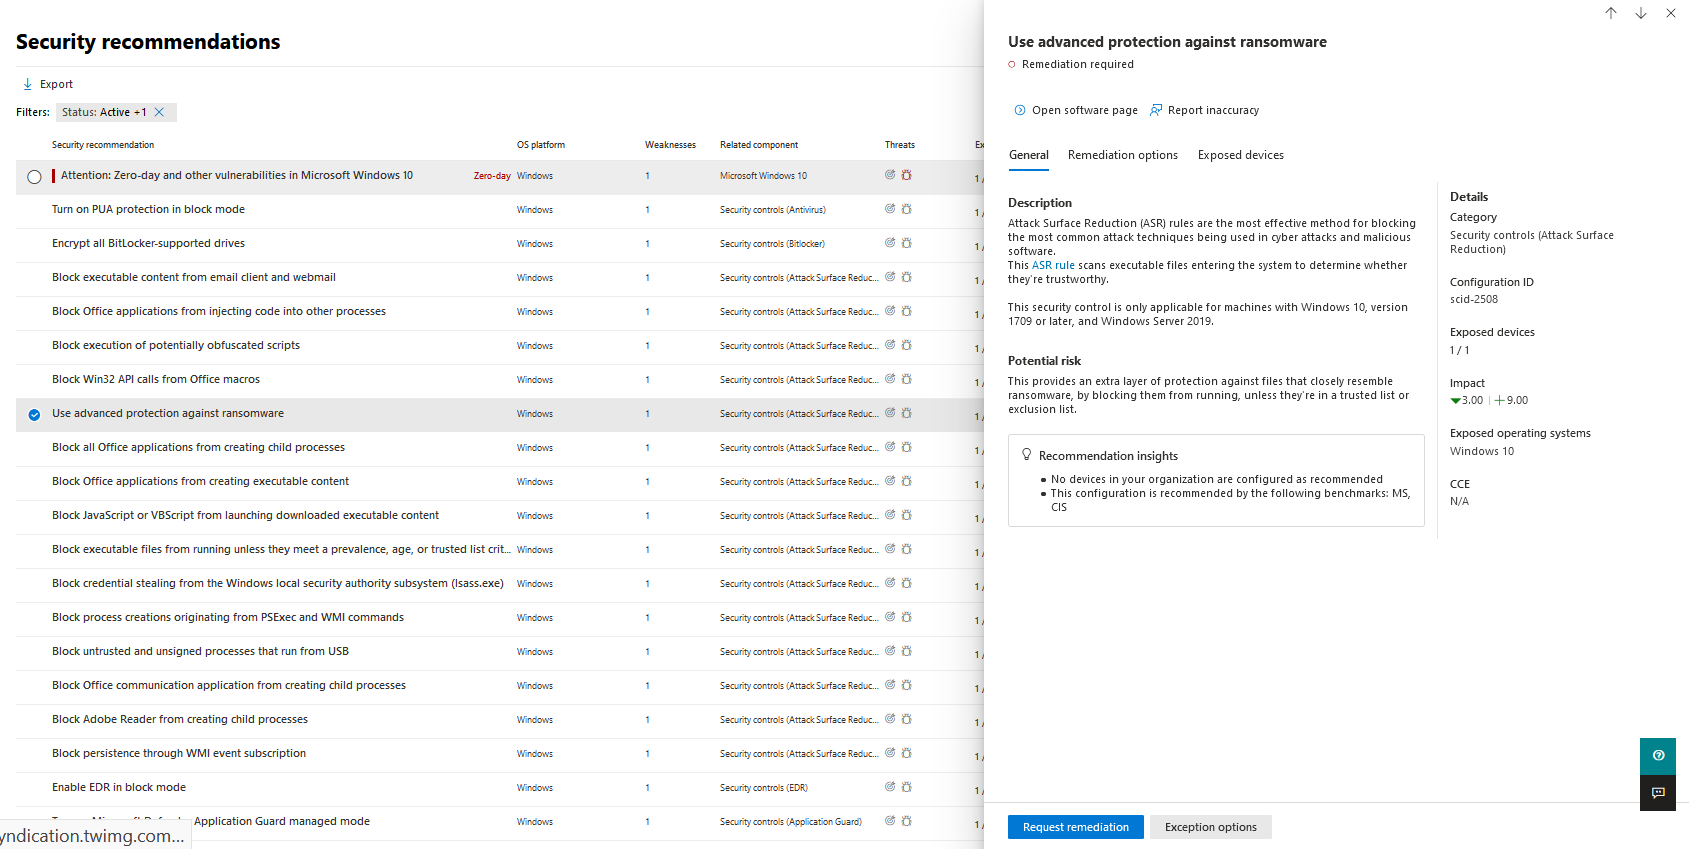 Security recommendations
Export
Filters: Status: Active +1
Security recommendation OS platform Weaknesses Related component Threats Ex
Attention: Zero-day and other vulnerabilities in Microsoft Windows 10 Zero-day Windows 1 Microsoft Windows 10 1 /
Turn on PUA protection in block mode Windows 1 Security controls (Antivirus) 1 /
Encrypt all BitLocker-supported drives Windows 1 Security controls (Bitlocker) 1 /
Block executable content from email client and webmail Windows 1 Security controls (Attack Surface Reduc... 1 /
Block Office applications from injecting code into other processes Windows 1 Security controls (Attack Surface Reduc... 1 /
Block execution of potentially obfuscated scripts Windows 1 Security controls (Attack Surface Reduc... 1 /
Block Win32 API calls from Office macros Windows 1 Security controls (Attack Surface Reduc... 1 /
Use advanced protection against ransomware Windows 1 Security controls (Attack Surface Reduc... 1 /
Block all Office applications from creating child processes Windows 1 Security controls (Attack Surface Reduc... 1 /
Block Office applications from creating executable content Windows 1 Security controls (Attack Surface Reduc... 1 /
Block JavaScript or VBScript from launching downloaded executable content Windows 1 Security controls (Attack Surface Reduc... 1 /
Block executable files from running unless they meet a prevalence, age, or trusted list crit... Windows 1 Security controls (Attack Surface Reduc... 1 /
Block credential stealing from the Windows local security authority subsystem (lsass.exe) Windows 1 Security controls (Attack Surface Reduc... 1 /
Block process creations originating from PSExec and WMI commands Windows 1 Security controls (Attack Surface Reduc... 1 /
Block untrusted and unsigned processes that run from USB Windows 1 Security controls (Attack Surface Reduc... 1 /
Block Office communication application from creating child processes Windows 1 Security controls (Attack Surface Reduc... 1 /
Block Adobe Reader from creating child processes Windows 1 Security controls (Attack Surface Reduc... 1 /
Block persistence through WMI event subscription Windows 1 Security controls (Attack Surface Reduc... 1 /
Enable EDR in block mode Windows 1 Security controls (EDR) 1 /
Application Guard managed mode Windows 1 Security controls (Application Guard) 1 /
yndication.twimg.com...
Use advanced protection against ransomware
Remediation required
Open software page Report inaccuracy
General Remediation options Exposed devices
Description
Attack Surface Reduction (ASR) rules are the most effective method for blocking
the most common attack techniques being used in cyber attacks and malicious
software.
This ASR rule scans executable files entering the system to determine whether
they're trustworthy.
This security control is only applicable for machines with Windows 10, version
1709 or later, and Windows Server 2019.
Potential risk
This provides an extra layer of protection against files that closely resemble
ransomware, by blocking them from running, unless they're in a trusted list or
exclusion list.
Recommendation insights
• No devices in your organization are configured as recommended
• This configuration is recommended by the following benchmarks: MS,
CIS
Details
Category
Security controls (Attack Surface
Reduction)
Configuration ID
scid-2508
Exposed devices
1 / 1
Impact
▼3.00 | +9.00
Exposed operating systems
Windows 10
CCE
N/A
Request remediation Exception options